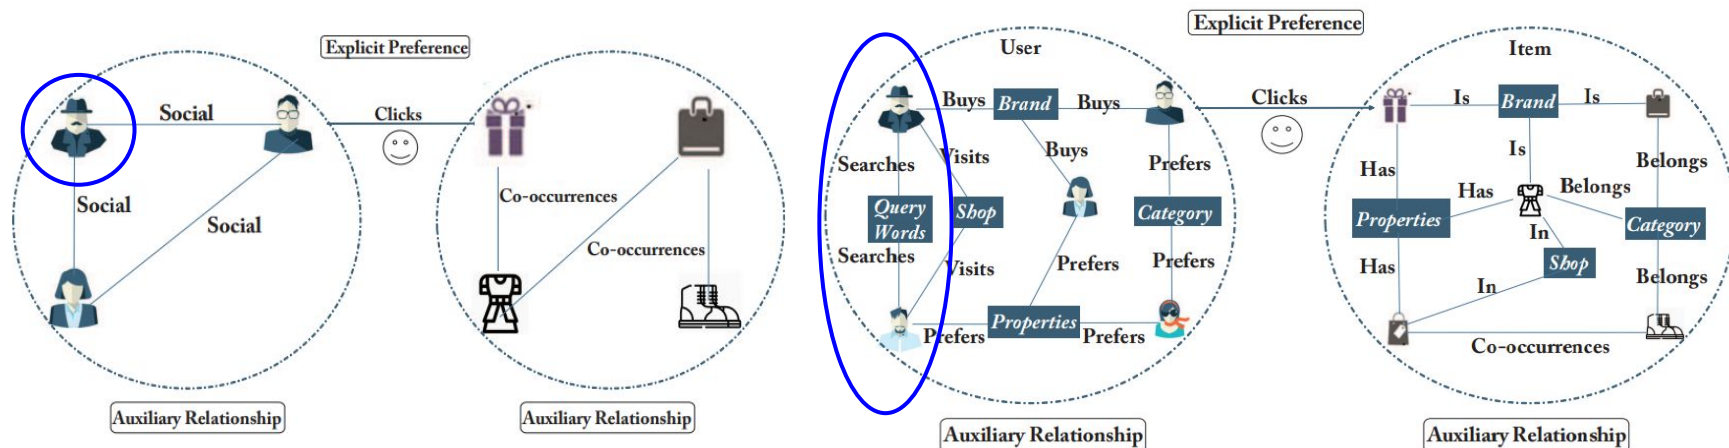 Explicit Preference
Social
Clicks
Social
Social
Co-occurrences
Co-occurrences
Auxiliary Relationship
Auxiliary Relationship
Explicit Preference
User
Item
Buys
Brand
Buys
Clicks
Is
Brand
Is
Searches
Visits
Buys
Prefers
Is
Has
Has
Belongs
Belongs
Query
Words
Shop
Category
Properties
Category
In
Searches
Visits
Prefers
Prefers
Has
Shop
In
Belongs
Prefers
Properties
Prefers
Co-occurrences
Auxiliary Relationship
Auxiliary Relationship